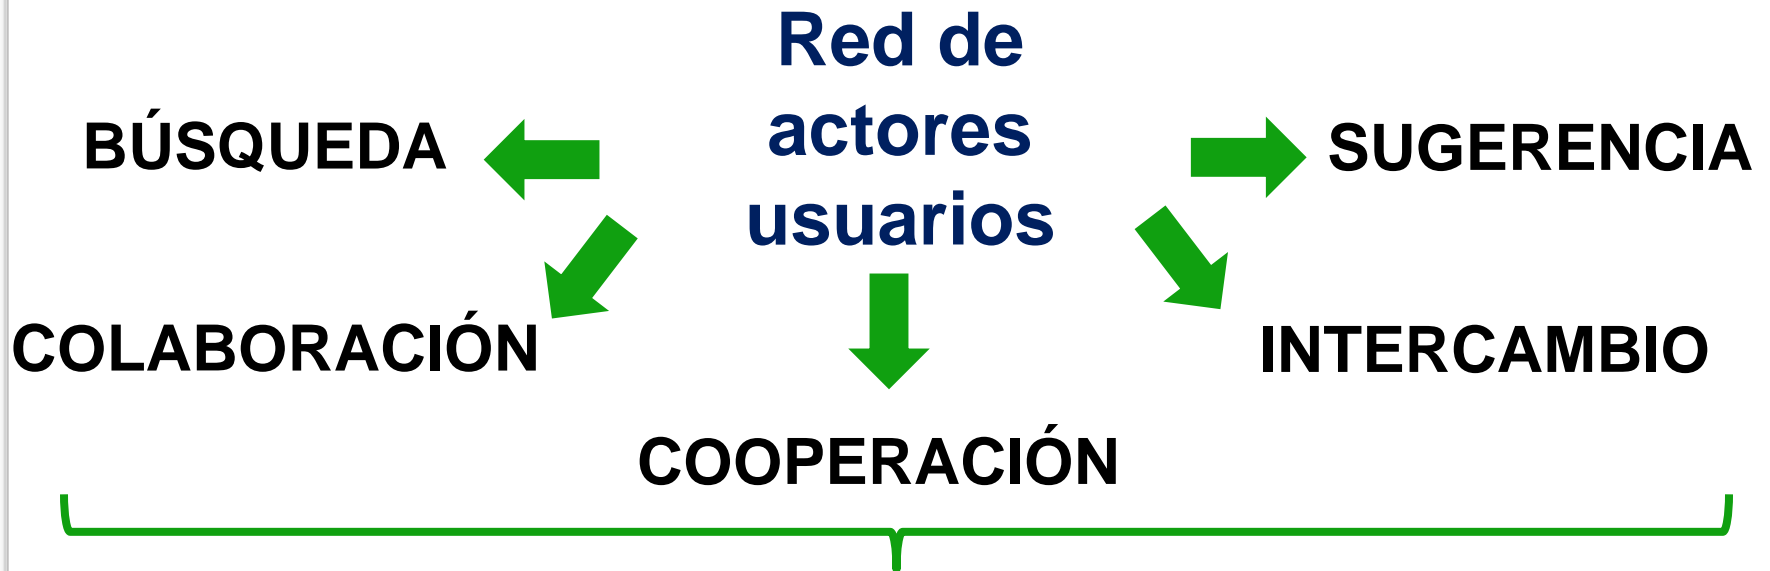 Red de
actores
usuarios
BÚSQUEDA
SUGERENCIA
COLABORACIÓN
INTERCAMBIO
COOPERACIÓN